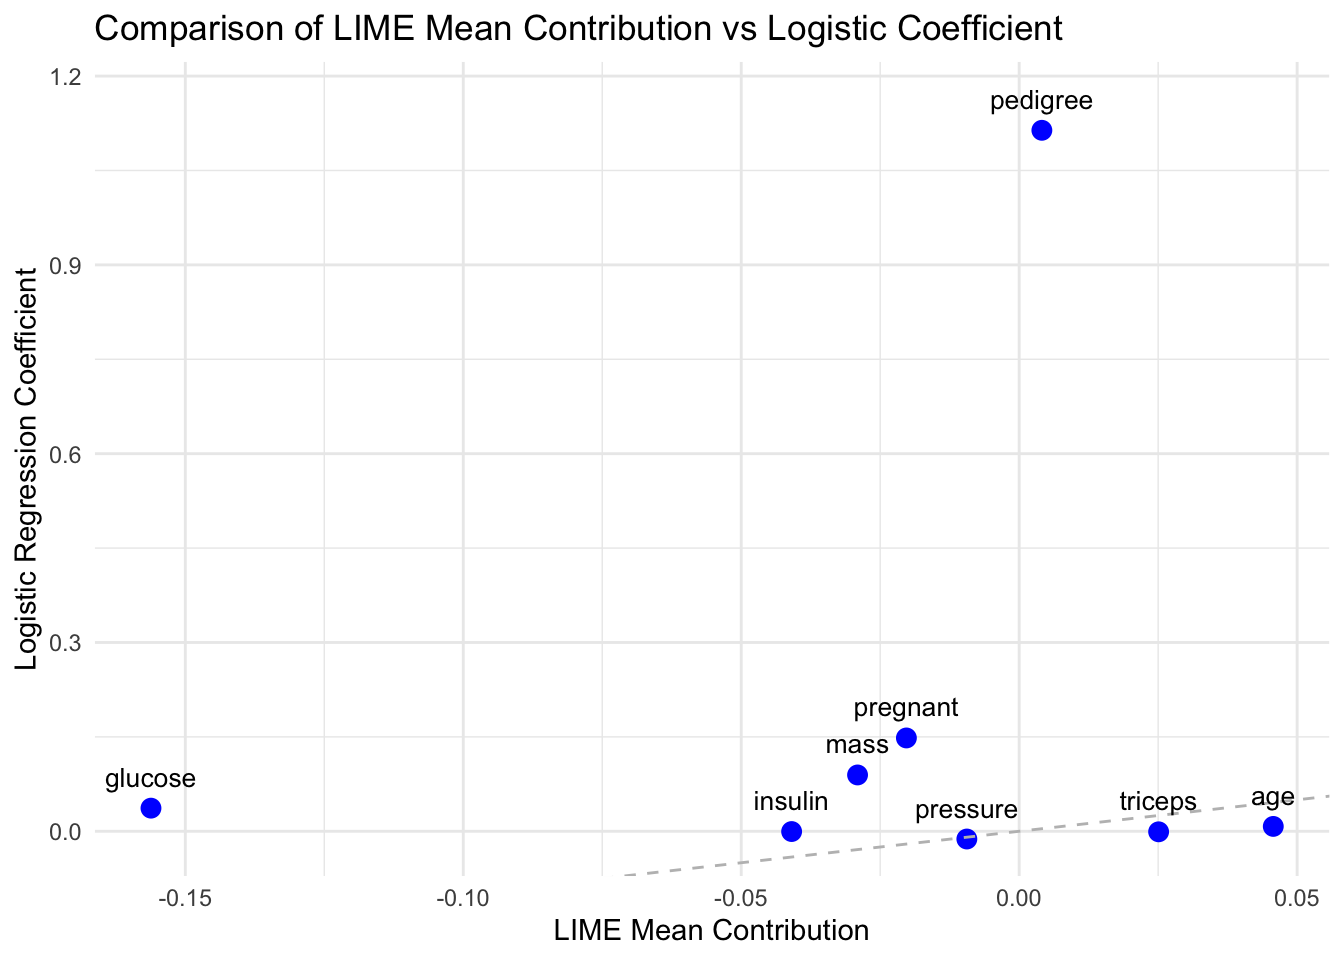 Comparison of LIME Mean Contribution vs Logistic Coefficient
1.2
0.9
0.6
0.3
0.0
Logistic Regression Coefficient
pedigree
pregnant
mass
glucose
insulin
pressure
triceps
age
-0.15
-0.10
-0.05
0.00
0.05
LIME Mean Contribution